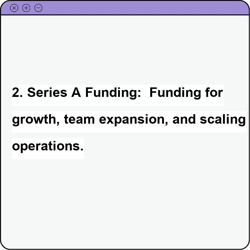 2. Series A Funding:  Funding for
growth, team expansion, and scaling
operations.